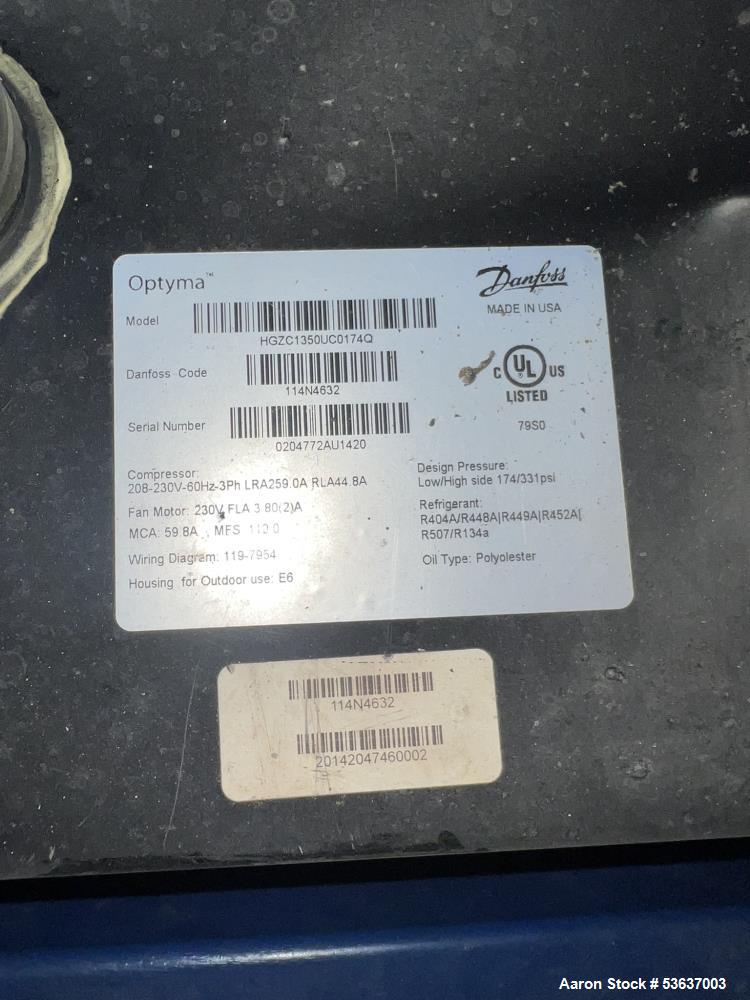 Optyma™
Danfoss
MADE IN USA
Model
HGZC1350UC0174Q
Danfoss Code
114N4632
C UL US
LISTED
Serial Number
0204772AU1420
79S0
Compressor:
208-230V-60Hz-3Ph LRA259.0A RLA44.8A
Fan Motor: 230V FLA 3.80(2)A
MCA: 59.8A , MFS
Wiring Diagram: 119-7954
Housing for Outdoor use: E6
Design Pressure:
Low/High side 174/331psi
Refrigerant:
R404A/R448A|R449A|R452A|
R507/R134a
Oil Type: Polyolester
114N4632
20142047460002
Aaron Stock # 53637003